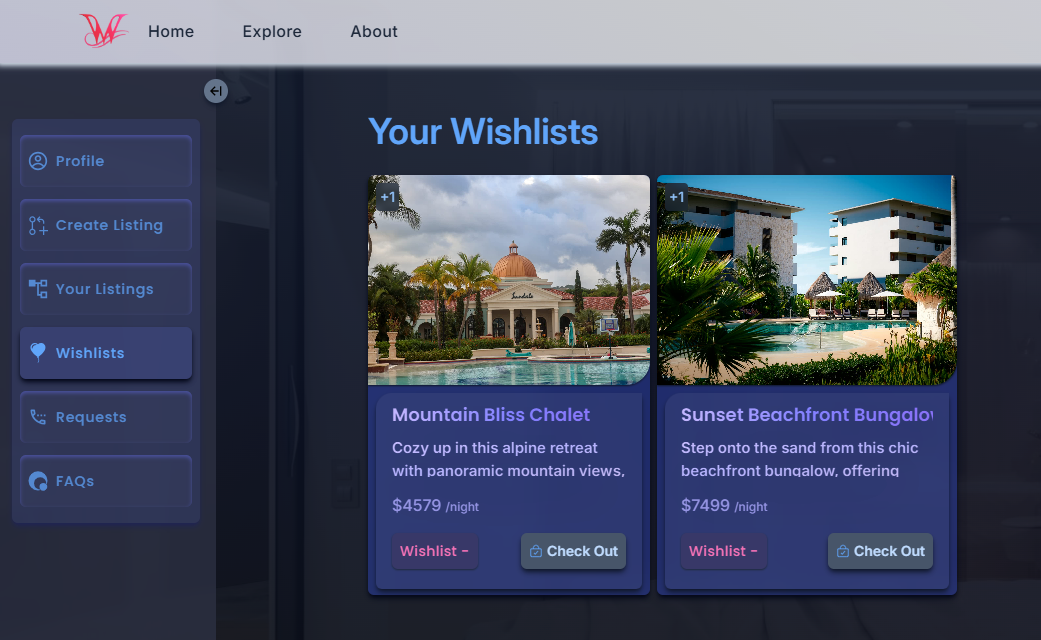 Home
Explore
About
Profile
Create Listing
Your Listings
Wishlists
Requests
FAQs
Your Wishlists
+1
Mountain Bliss Chalet
Cozy up in this alpine retreat
with panoramic mountain views,
$4579 /night
Wishlist -
Check Out
+1
Sunset Beachfront Bungalow
Step onto the sand from this chic
beachfront bungalow, offering
$7499 /night
Wishlist -
Check Out